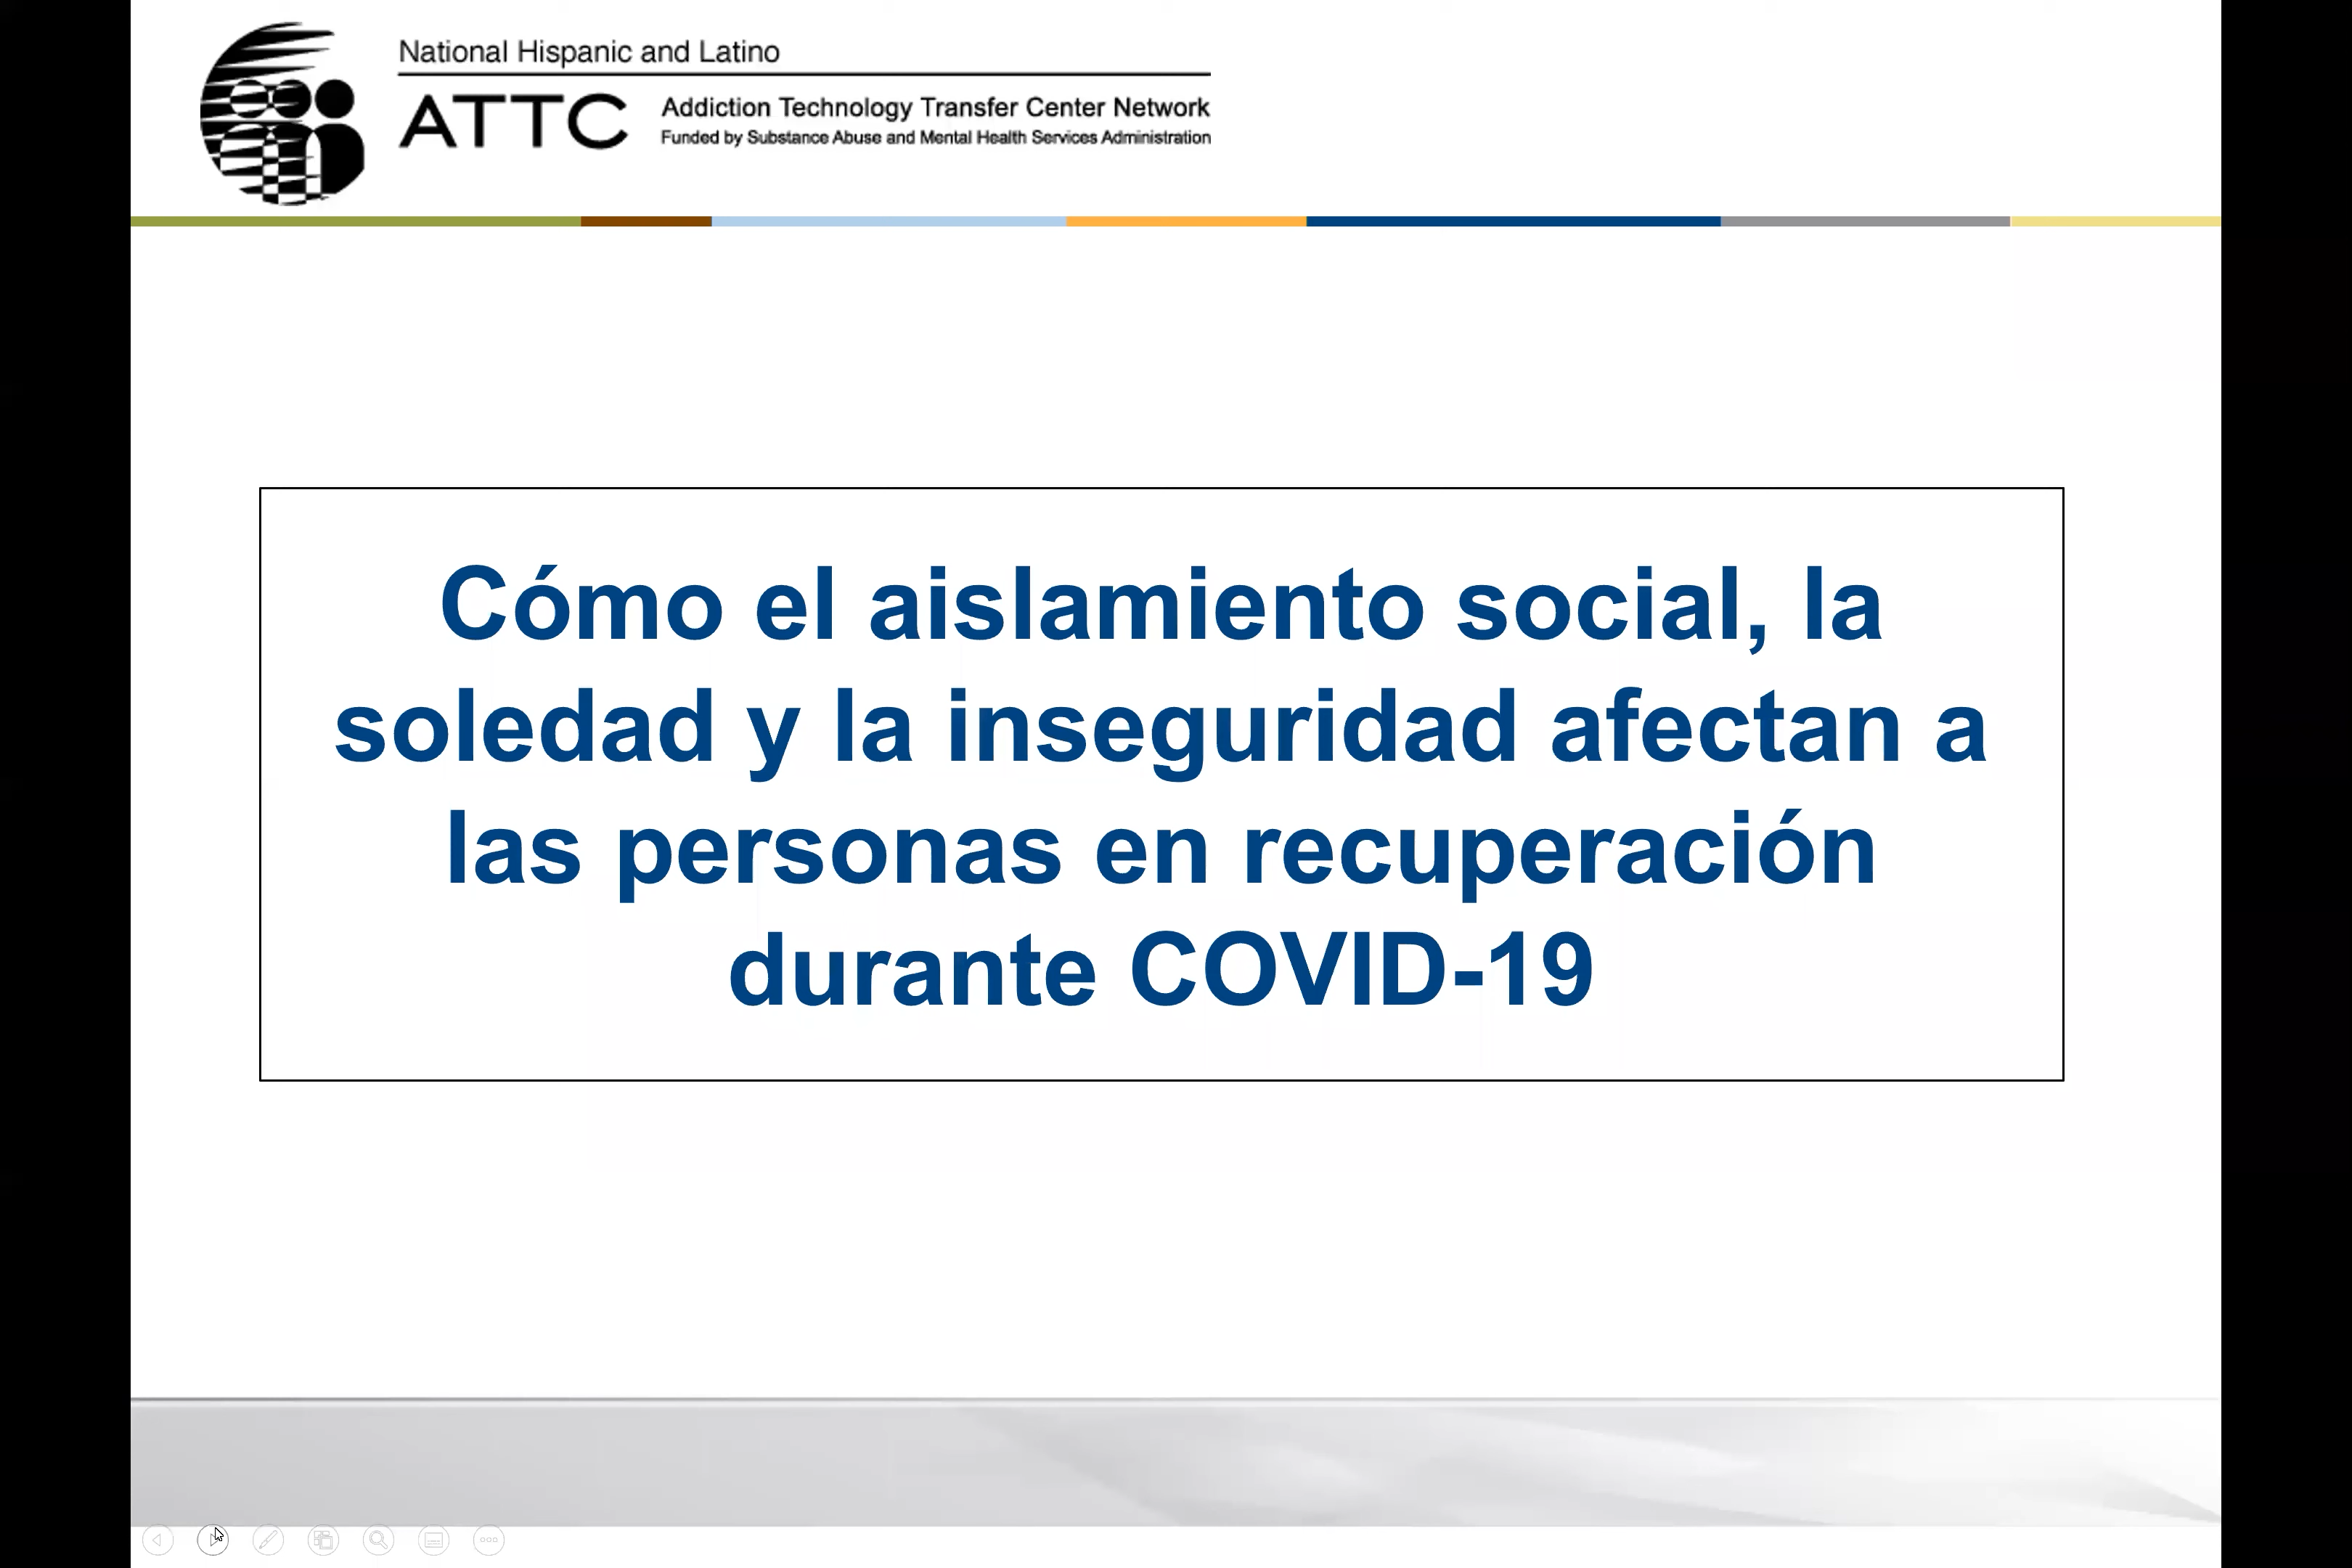 National Hispanic and Latino
ATTC
Addiction Technology Transfer Center Network
Funded by Substance Abuse and Mental Health Services Administration
Cómo el aislamiento social, la
soledad y la inseguridad afectan a
las personas en recuperación
durante COVID-19